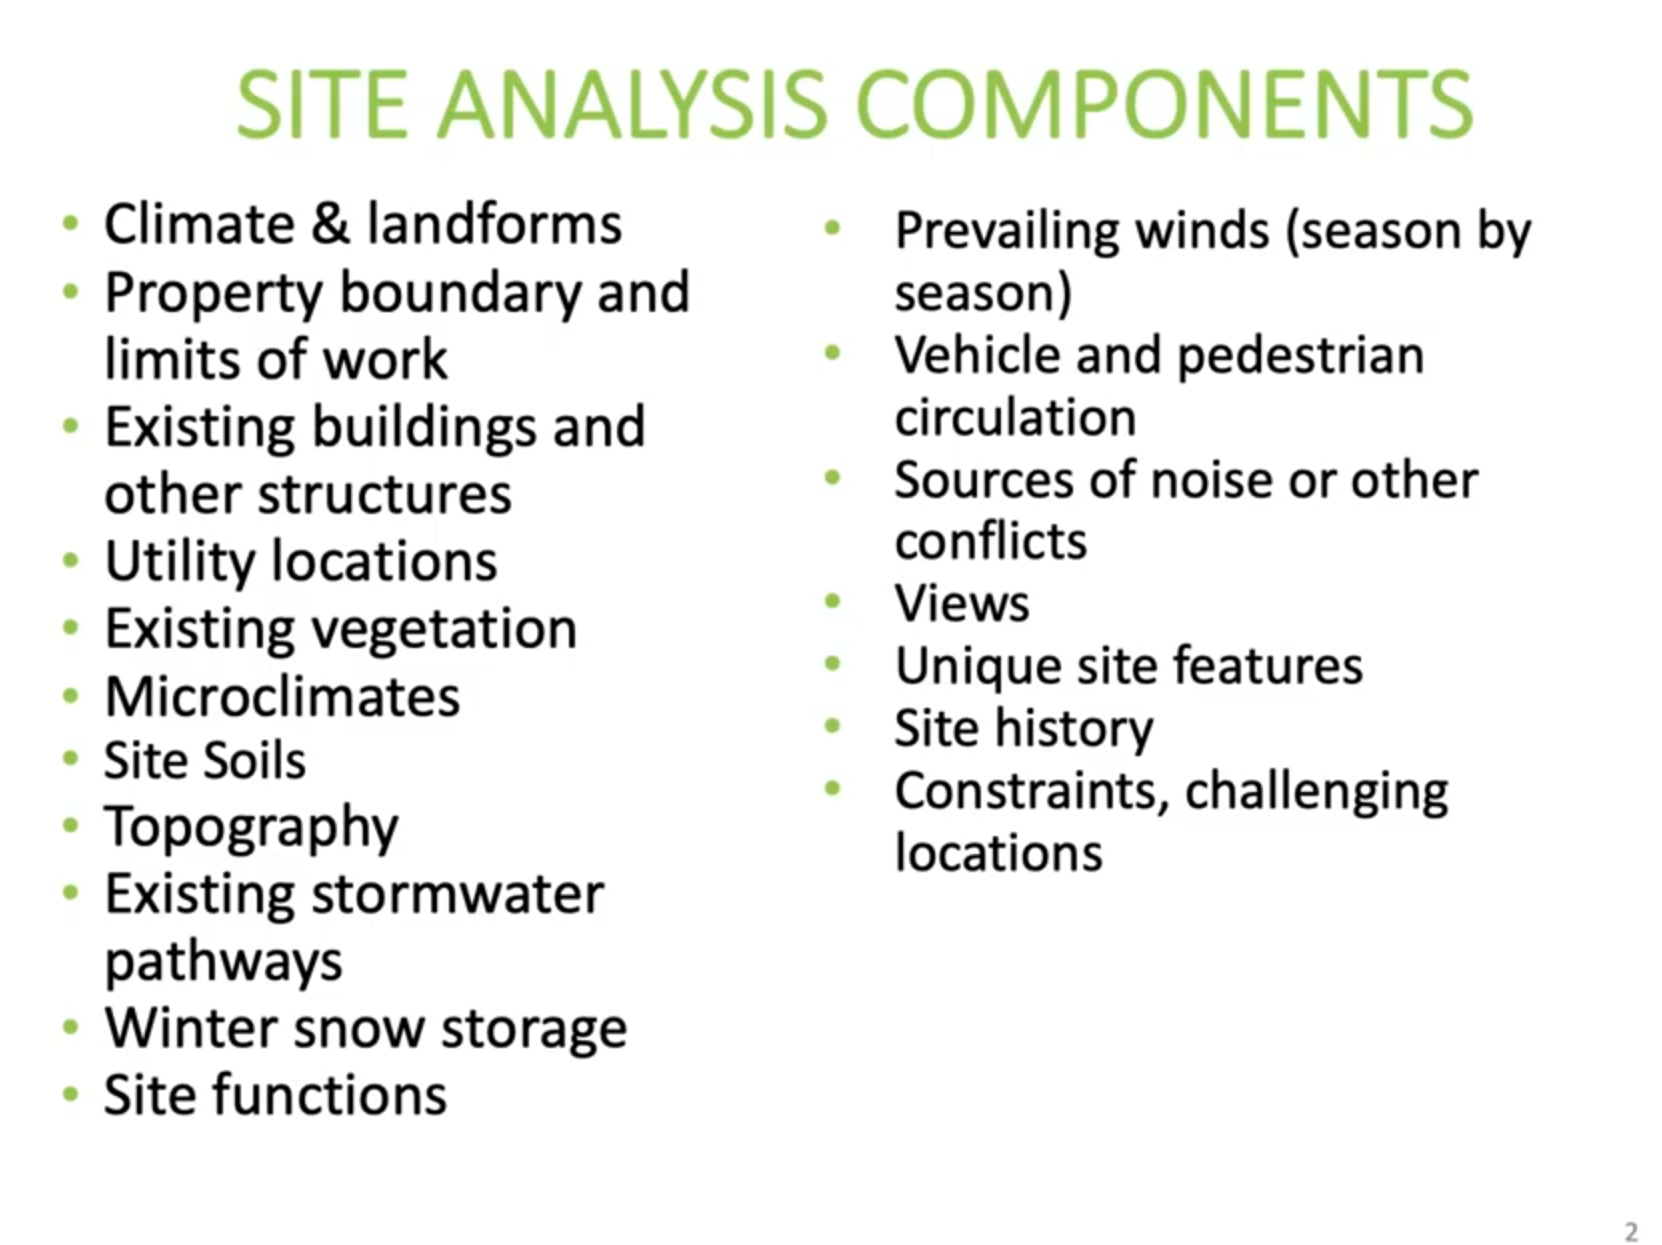 SITE ANALYSIS COMPONENTS
• Climate & landforms
• Property boundary and
limits of work
• Existing buildings and
other structures
• Utility locations
• Existing vegetation
• Microclimates
• Site Soils
• Topography
• Existing stormwater
pathways
• Winter snow storage
• Site functions
• Prevailing winds (season by
season)
• Vehicle and pedestrian
circulation
• Sources of noise or other
conflicts
• Views
• Unique site features
• Site history
• Constraints, challenging
locations
2